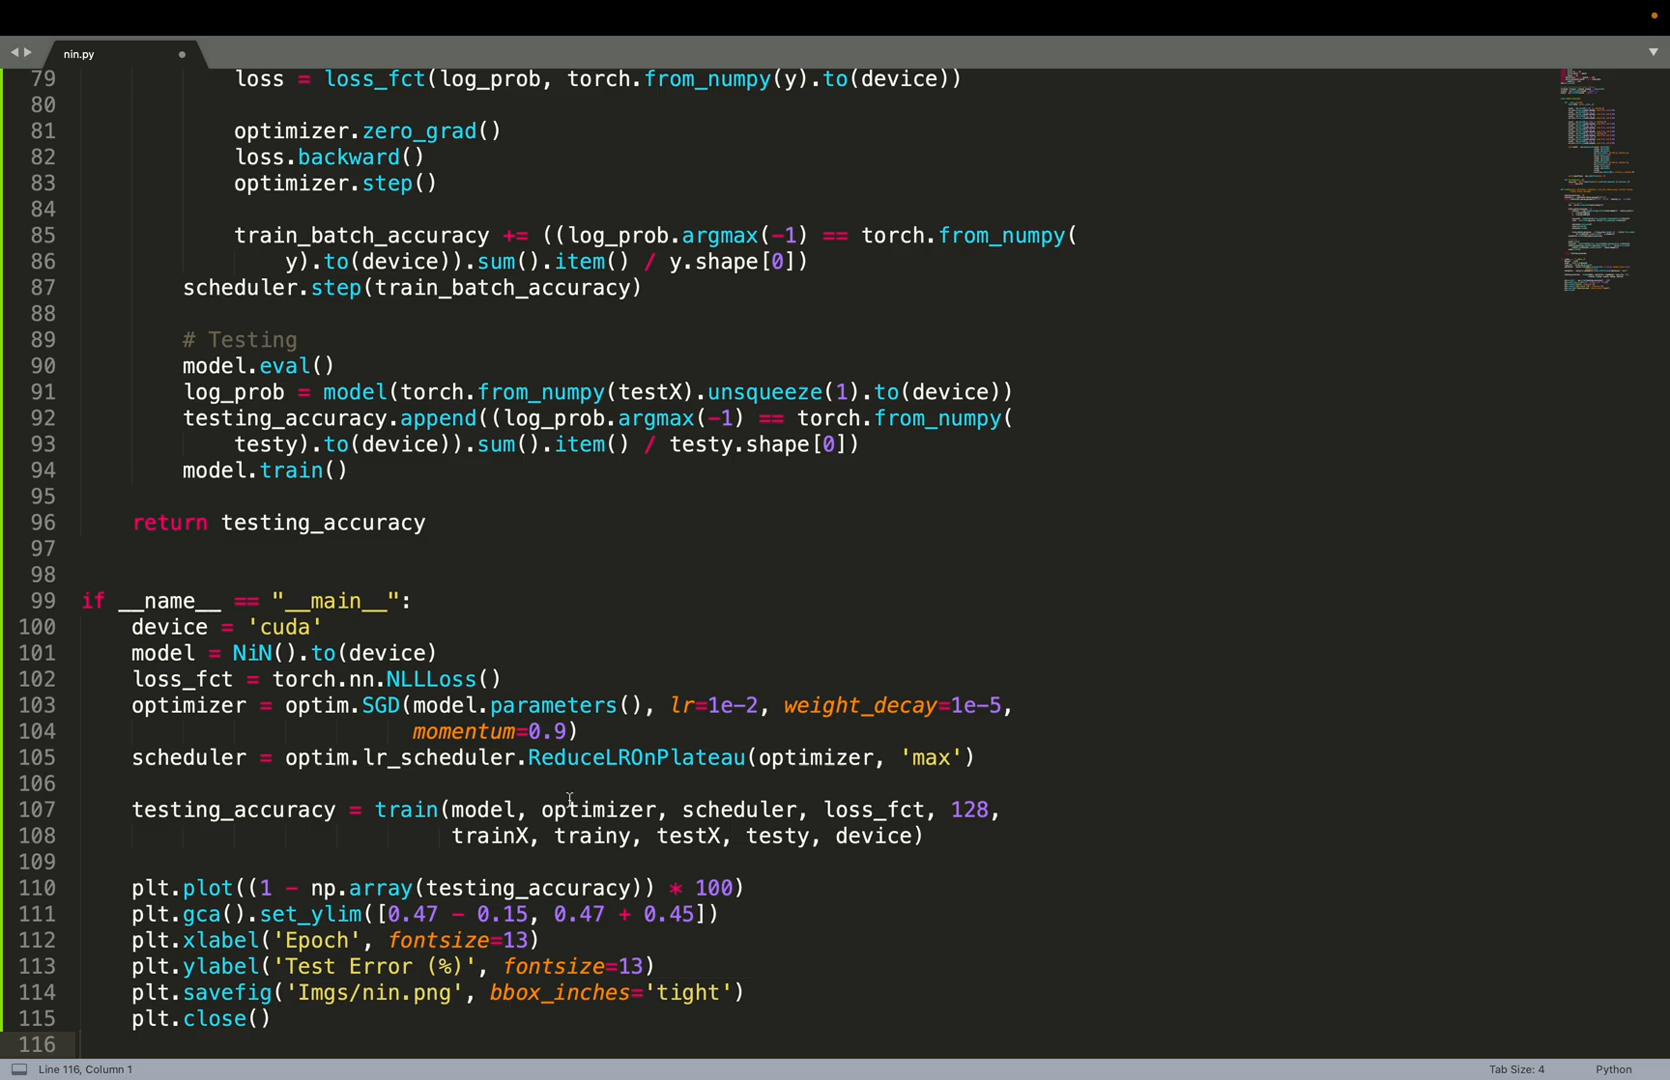 nin.py
79 loss = loss_fct(log_prob, torch.from_numpy(y).to(device))
80
81 optimizer.zero_grad()
82 loss.backward()
83 optimizer.step()
84
85 train_batch_accuracy += ((log_prob.argmax(-1) == torch.from_numpy(
86 y).to(device)).sum().item() / y.shape[0])
87 scheduler.step(train_batch_accuracy)
88
89 # Testing
90 model.eval()
91 log_prob = model(torch.from_numpy(testX).unsqueeze(1).to(device))
92 testing_accuracy.append((log_prob.argmax(-1) == torch.from_numpy(
93 testy).to(device)).sum().item() / testy.shape[0])
94 model.train()
95
96 return testing_accuracy
97
98
99 if __name__ == "__main__":
100 device = 'cuda'
101 model = NiN().to(device)
102 loss_fct = torch.nn.NLLLoss()
103 optimizer = optim.SGD(model.parameters(), lr=1e-2, weight_decay=1e-5,
104 momentum=0.9)
105 scheduler = optim.lr_scheduler.ReduceLROnPlateau(optimizer, 'max')
106
107 testing_accuracy = train(model, optimizer, scheduler, loss_fct, 128,
108 trainX, trainy, testX, testy, device)
109
110 plt.plot((1 - np.array(testing_accuracy)) * 100)
111 plt.gca().set_ylim([0.47 - 0.15, 0.47 + 0.45])
112 plt.xlabel('Epoch', fontsize=13)
113 plt.ylabel('Test Error (%)', fontsize=13)
114 plt.savefig('Imgs/nin.png', bbox_inches='tight')
115 plt.close()
116
Line 116, Column 1 Tab Size: 4 Python